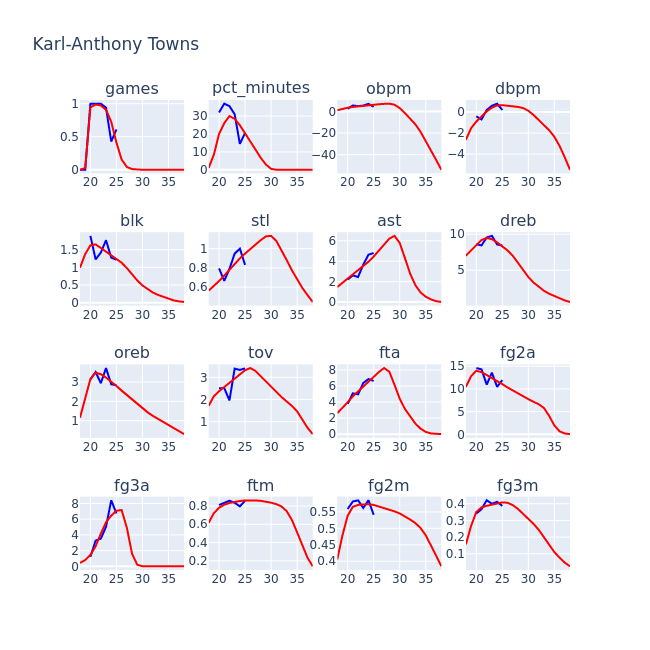 Karl-Anthony Towns
games pct_minutes obpm dbpm
1 0.5 0 30 20 10 0 0 −20 −40 0 −2 −4
20 25 30 35 20 25 30 35 20 25 30 35 20 25 30 35
blk stl ast dreb
1.5 1 0.5 0 1 0.8 0.6 6 4 2 0 10 5
20 25 30 35 20 25 30 35 20 25 30 35 20 25 30 35
oreb tov fta fg2a
3 2 1 3 2 1 8 6 4 2 0 15 10 5 0
20 25 30 35 20 25 30 35 20 25 30 35 20 25 30 35
fg3a ftm fg2m fg3m
8 6 4 2 0 0.8 0.6 0.4 0.2 0.55 0.5 0.45 0.4 0.4 0.3 0.2 0.1
20 25 30 35 20 25 30 35 20 25 30 35 20 25 30 35